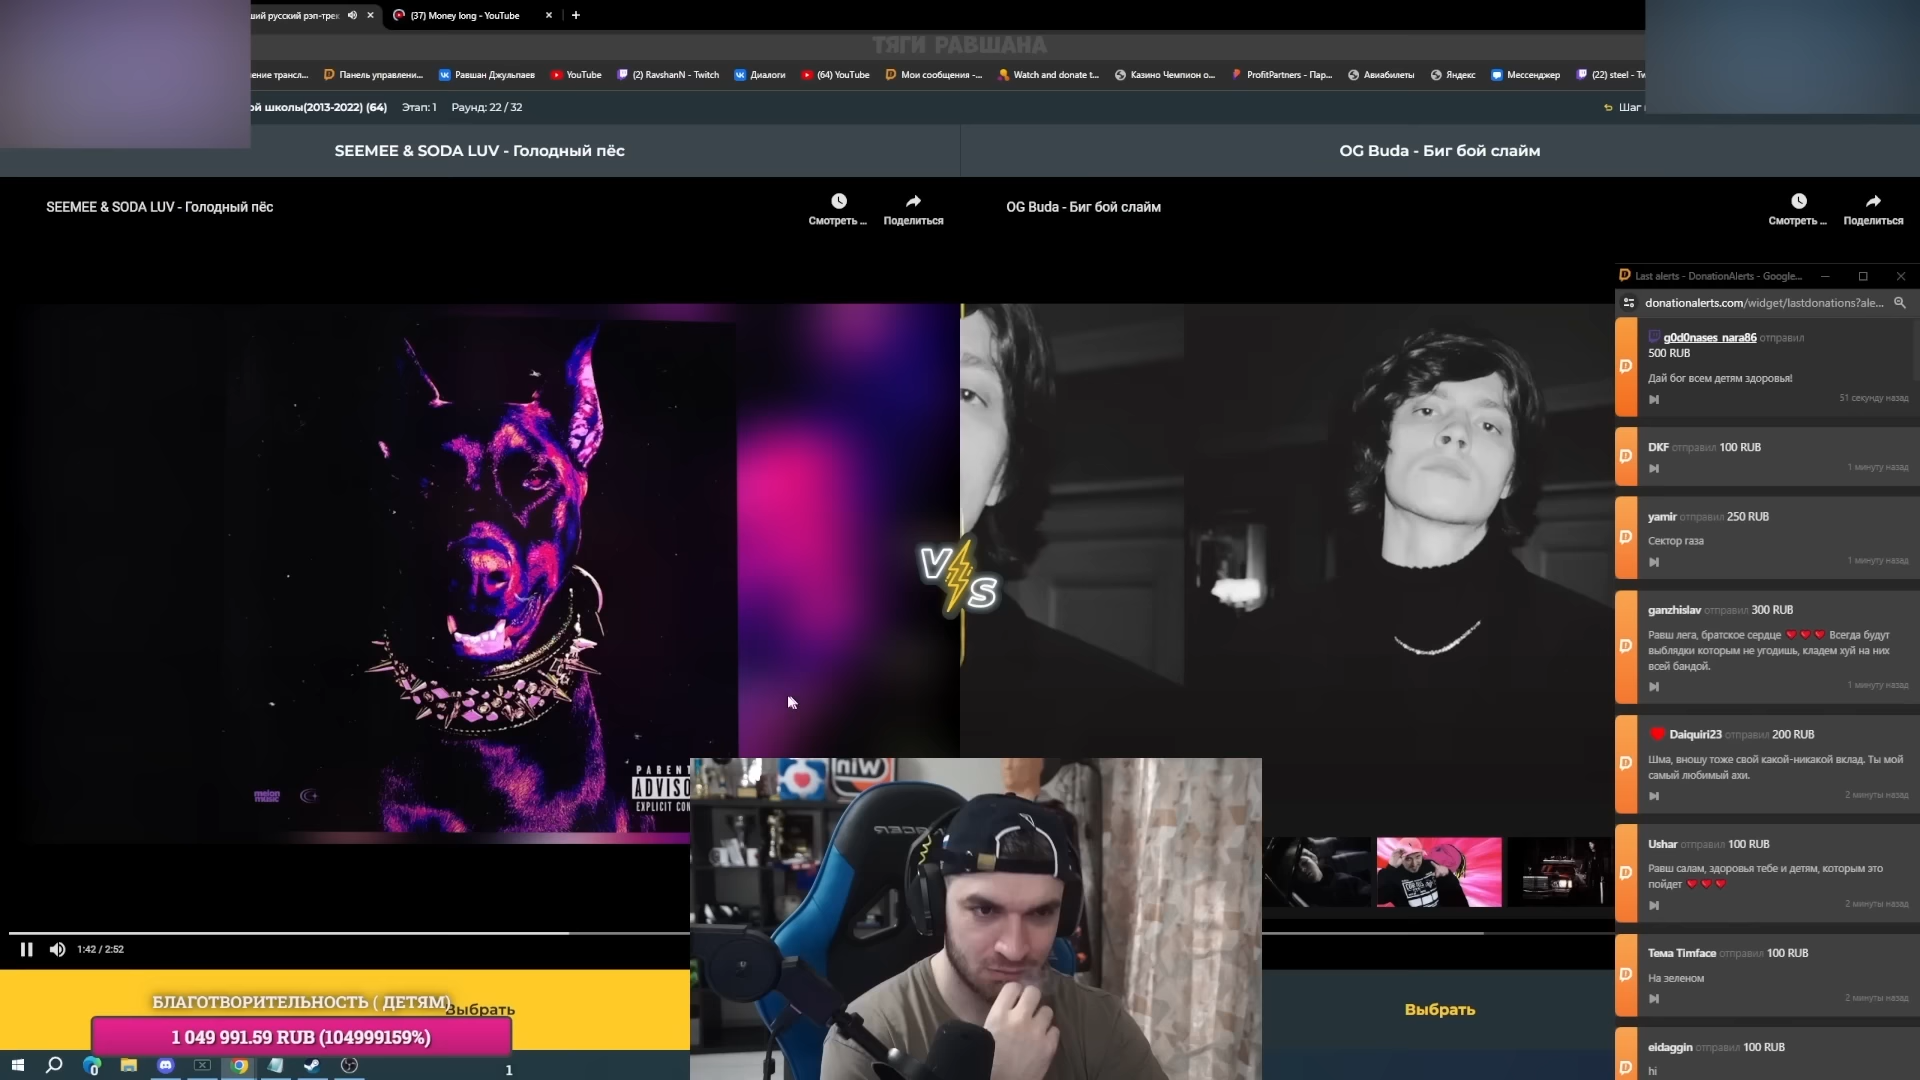 ший русский рэп-трек
(37) Money long - YouTube
ТЯГИ РАВШАНА
ение трансл...
Панель управлени...
Равшан Джульпаев
YouTube
(2) RavshanN - Twitch
Диалоги
(64) YouTube
Мои сообщения -...
Watch and donate t...
Казино Чемпион о...
ProfitPartners - Пар...
Авиабилеты
Яндекс
Мессенджер
(22) steel - Tw
ой школы(2013-2022) (64) Этап: 1 Раунд: 22 / 32
Шаг
SEEMEE & SODA LUV - Голодный пёс
OG Buda - Биг бой слайм
SEEMEE & SODA LUV - Голодный пёс
Смотреть ...
Поделиться
OG Buda - Биг бой слайм
Смотреть ...
Поделиться
VS
Last alerts - DonationAlerts - Google...
donationalerts.com/widget/lastdonations?ale...
g0d0nases_nara86 отправил
500 RUB
Дай бог всем детям здоровья!
51 секунду назад
DKF отправил 100 RUB
1 минуту назад
yamir отправил 250 RUB
Сектор газа
1 минуту назад
ganzhislav отправил 300 RUB
Равш лега, братское сердце ❤️ ❤️ ❤️ Всегда будут
выблядки которым не угодишь, кладем хуй на них
всей бандой.
1 минуту назад
Daiquiri23 отправил 200 RUB
Шма, вношу тоже свой какой-никакой вклад. Ты мой
самый любимый ахи.
2 минуты назад
Ushar отправил 100 RUB
Равш салам, здоровья тебе и детям, которым это
пойдет ❤️ ❤️ ❤️
2 минуты назад
Тема Timface отправил 100 RUB
На зеленом
2 минуты назад
eidaggin отправил 100 RUB
hi
melon
music
PARENT
ADVISO
EXPLICIT CON
Win
1:42 / 2:52
БЛАГОТВОРИТЕЛЬНОСТЬ ( ДЕТЯМ)
Выбрать
1 049 991.59 RUB (104999159%)
Выбрать
1